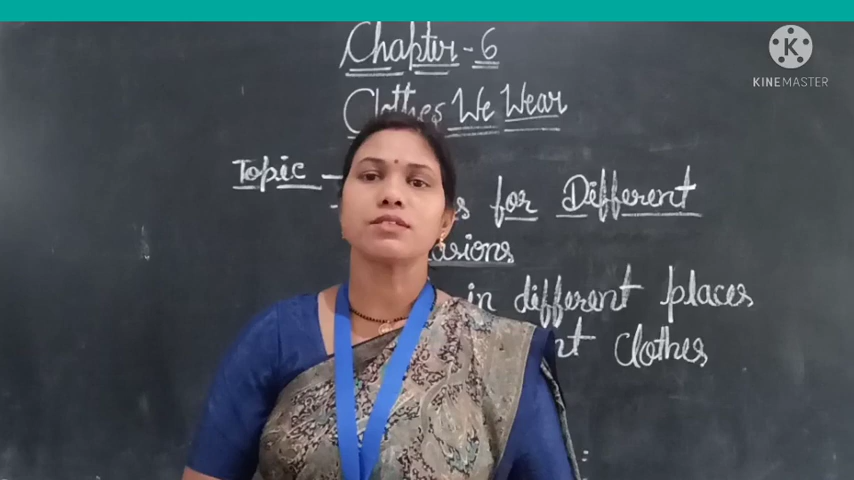 Chapter - 6
Clothes We Wear
Topic - for Different
in different places
clothes
KINEMASTER